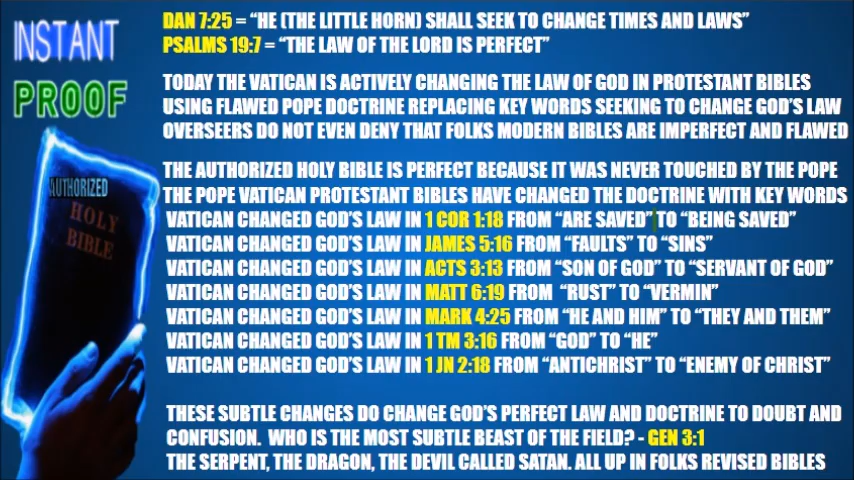 INSTANT
PROOF
AUTHORIZED
HOLY
BIBLE
DAN 7:25 = “HE (THE LITTLE HORN) SHALL SEEK TO CHANGE TIMES AND LAWS”
PSALMS 19:7 = “THE LAW OF THE LORD IS PERFECT”
TODAY THE VATICAN IS ACTIVELY CHANGING THE LAW OF GOD IN PROTESTANT BIBLES
USING FLAWED POPE DOCTRINE REPLACING KEY WORDS SEEKING TO CHANGE GOD’S LAW
OVERSEERS DO NOT EVEN DENY THAT FOLKS MODERN BIBLES ARE IMPERFECT AND FLAWED
THE AUTHORIZED HOLY BIBLE IS PERFECT BECAUSE IT WAS NEVER TOUCHED BY THE POPE
THE POPE VATICAN PROTESTANT BIBLES HAVE CHANGED THE DOCTRINE WITH KEY WORDS
VATICAN CHANGED GOD’S LAW IN 1 COR 1:18 FROM “ARE SAVED” TO “BEING SAVED”
VATICAN CHANGED GOD’S LAW IN JAMES 5:16 FROM “FAULTS” TO “SINS”
VATICAN CHANGED GOD’S LAW IN ACTS 3:13 FROM “SON OF GOD” TO “SERVANT OF GOD”
VATICAN CHANGED GOD’S LAW IN MATT 6:19 FROM “RUST” TO “VERMIN”
VATICAN CHANGED GOD’S LAW IN MARK 4:25 FROM “HE AND HIM” TO “THEY AND THEM”
VATICAN CHANGED GOD’S LAW IN 1 TM 3:16 FROM “GOD” TO “HE”
VATICAN CHANGED GOD’S LAW IN 1 JN 2:18 FROM “ANTICHRIST” TO “ENEMY OF CHRIST”
THESE SUBTLE CHANGES DO CHANGE GOD’S PERFECT LAW AND DOCTRINE TO DOUBT AND
CONFUSION. WHO IS THE MOST SUBTLE BEAST OF THE FIELD? - GEN 3:1
THE SERPENT, THE DRAGON, THE DEVIL CALLED SATAN. ALL UP IN FOLKS REVISED BIBLES